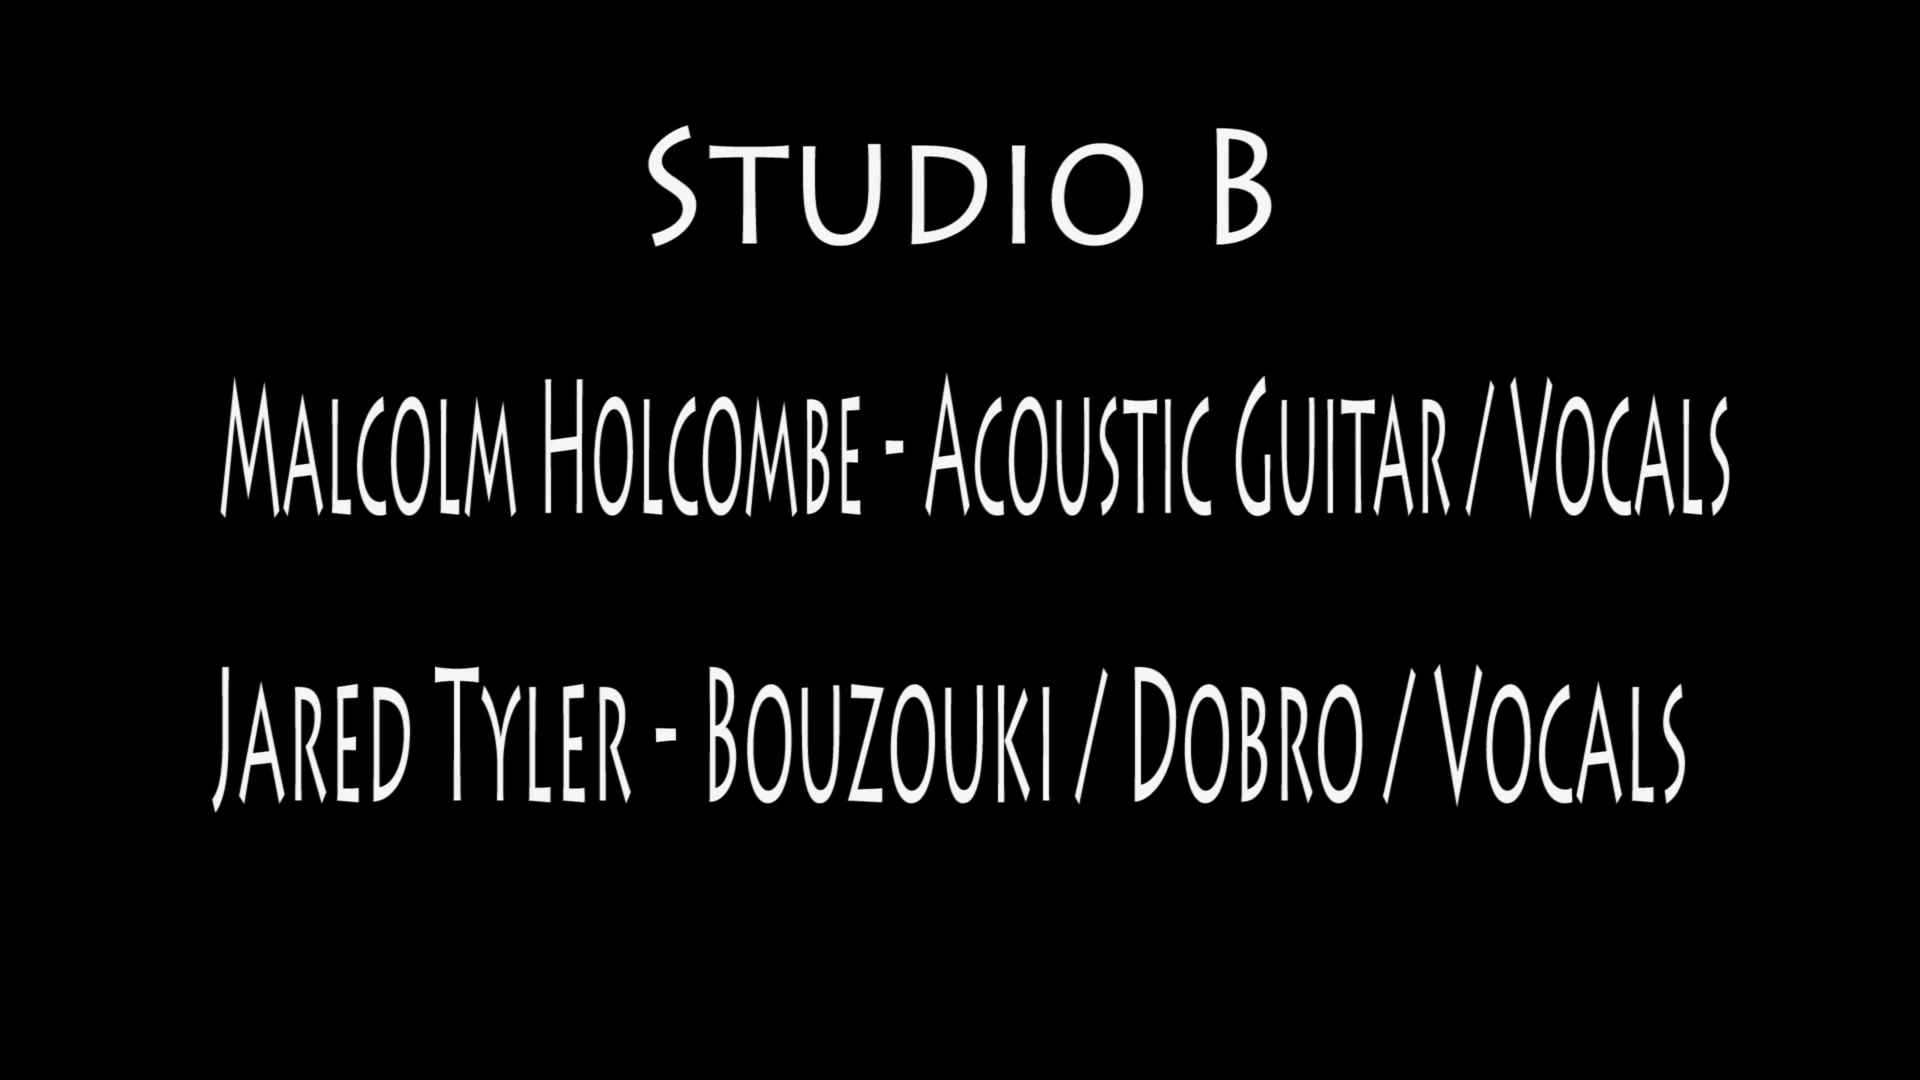 Studio B
Malcolm Holcombe - Acoustic Guitar / Vocals
Jared Tyler - Bouzouki / Dobro / Vocals